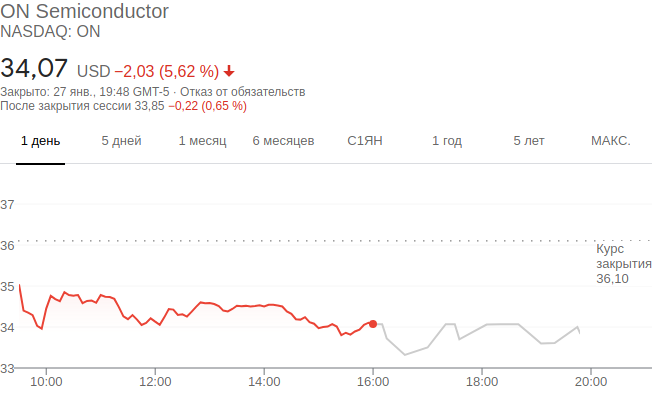 ON Semiconductor
NASDAQ: ON
34,07 USD −2,03 (5,62 %)
Закрыто: 27 янв., 19:48 GMT-5 · Отказ от обязательств
После закрытия сессии 33,85 −0,22 (0,65 %)
1 день 5 дней 1 месяц 6 месяцев С1ЯН 1 год 5 лет МАКС.
37
36
Курс
закрытия
36,10
35
34
33
10:00 12:00 14:00 16:00 18:00 20:00